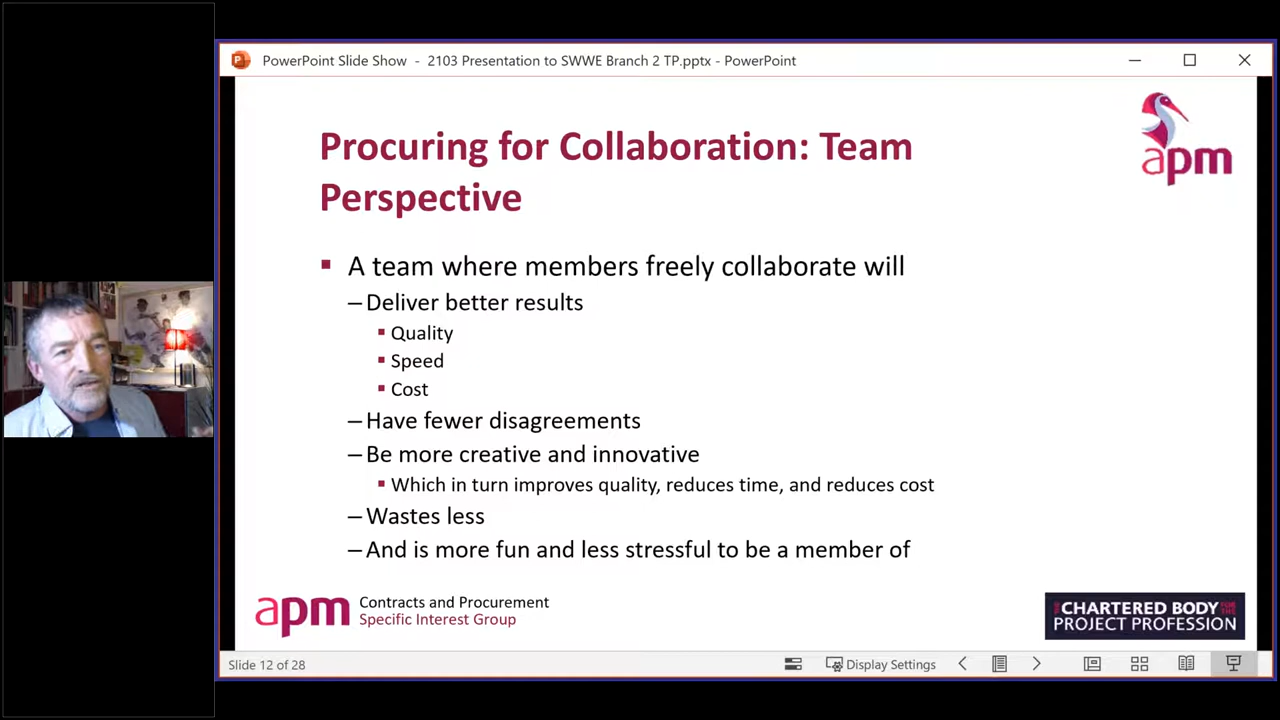 PowerPoint Slide Show - 2103 Presentation to SWWE Branch 2 TP.pptx - PowerPoint
apm
Procuring for Collaboration: Team
Perspective
▪ A team where members freely collaborate will
–Deliver better results
▪ Quality
▪ Speed
▪ Cost
–Have fewer disagreements
–Be more creative and innovative
▪ Which in turn improves quality, reduces time, and reduces cost
–Wastes less
–And is more fun and less stressful to be a member of
apm
Contracts and Procurement
Specific Interest Group
THE CHARTERED BODY FOR THE
PROJECT PROFESSION
Slide 12 of 28
Display Settings